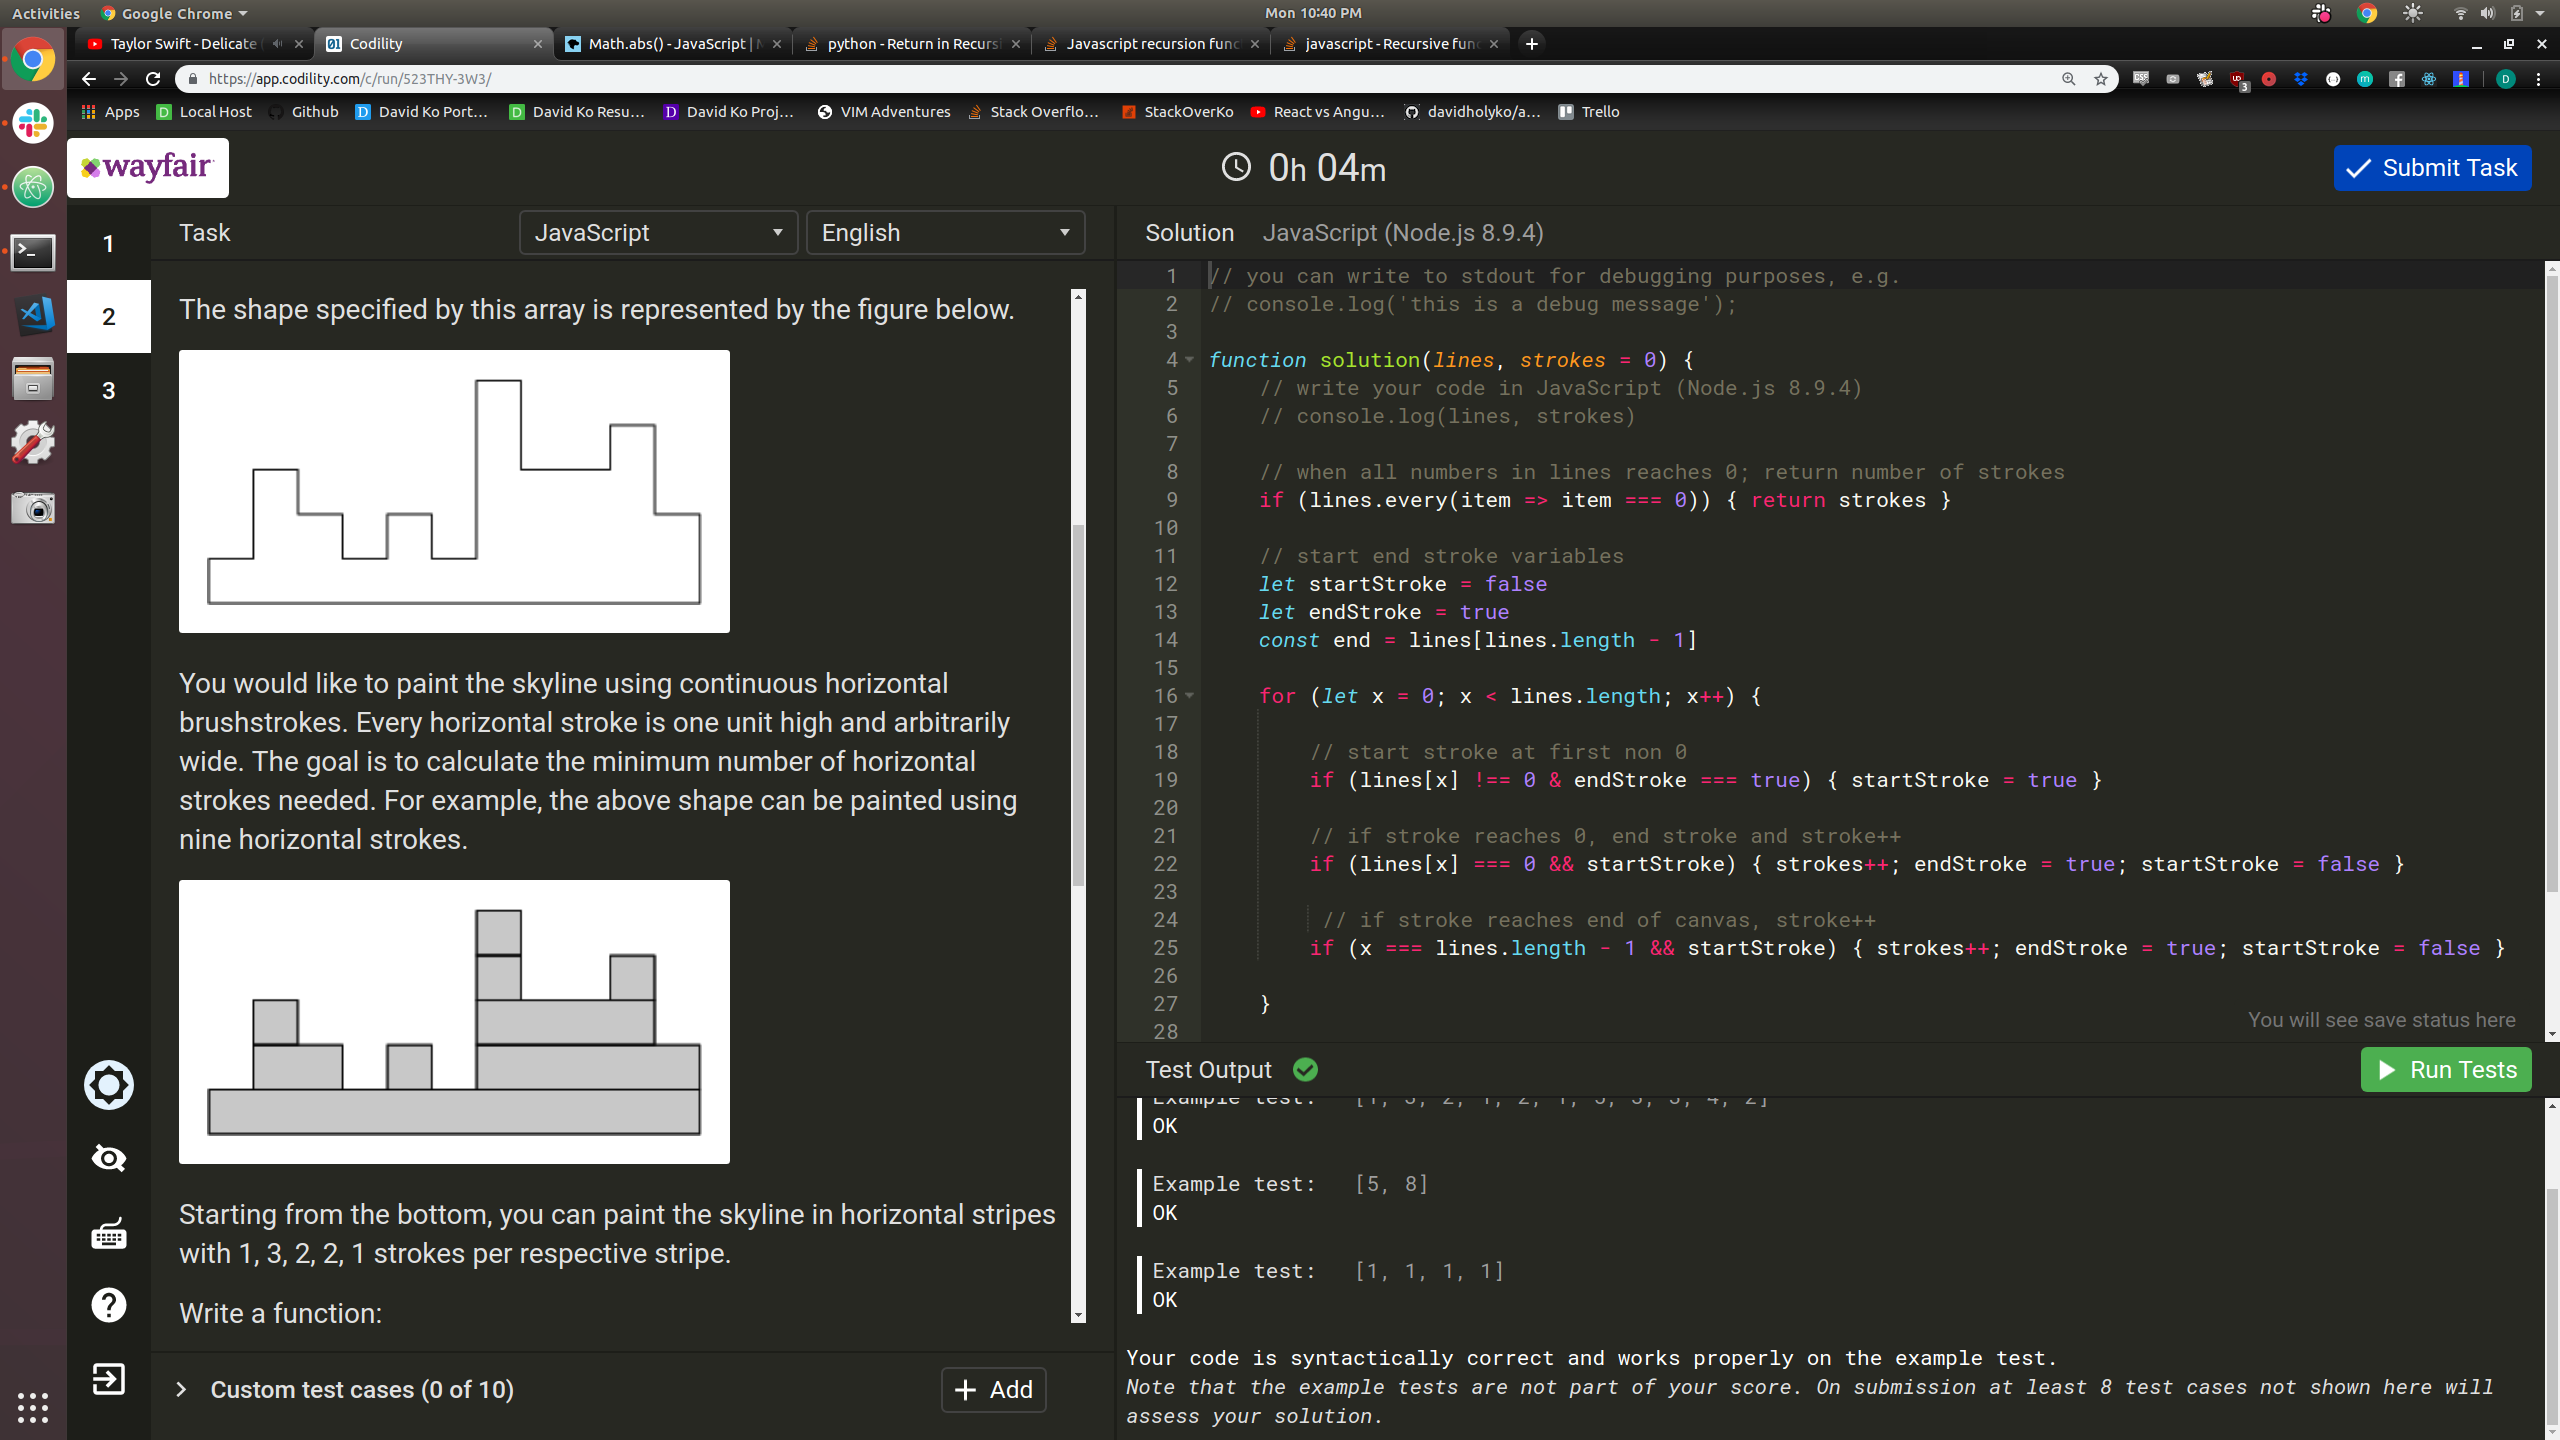 Activities
Google Chrome
Mon 10:40 PM
Taylor Swift - Delicate
Codility
Math.abs() - JavaScript |
python - Return in Recursi
Javascript recursion func
javascript - Recursive func
https://app.codility.com/c/run/523THY-3W3/
Apps
Local Host
Github
David Ko Port...
David Ko Resu...
David Ko Proj...
VIM Adventures
Stack Overflo...
StackOverKo
React vs Angu...
davidholyko/a...
Trello
wayfair
0h 04m
Submit Task
1
2
3
Task
JavaScript
English
The shape specified by this array is represented by the figure below.
You would like to paint the skyline using continuous horizontal
brushstrokes. Every horizontal stroke is one unit high and arbitrarily
wide. The goal is to calculate the minimum number of horizontal
strokes needed. For example, the above shape can be painted using
nine horizontal strokes.
Starting from the bottom, you can paint the skyline in horizontal stripes
with 1, 3, 2, 2, 1 strokes per respective stripe.
Write a function:
Custom test cases (0 of 10)
+ Add
Solution JavaScript (Node.js 8.9.4)
1 // you can write to stdout for debugging purposes, e.g.
2 // console.log('this is a debug message');
3
4 function solution(lines, strokes = 0) {
5 // write your code in JavaScript (Node.js 8.9.4)
6 // console.log(lines, strokes)
7
8 // when all numbers in lines reaches 0; return number of strokes
9 if (lines.every(item => item === 0)) { return strokes }
10
11 // start end stroke variables
12 let startStroke = false
13 let endStroke = true
14 const end = lines[lines.length - 1]
15
16 for (let x = 0; x < lines.length; x++) {
17
18 // start stroke at first non 0
19 if (lines[x] !== 0 & endStroke === true) { startStroke = true }
20
21 // if stroke reaches 0, end stroke and stroke++
22 if (lines[x] === 0 && startStroke) { strokes++; endStroke = true; startStroke = false }
23
24 // if stroke reaches end of canvas, stroke++
25 if (x === lines.length - 1 && startStroke) { strokes++; endStroke = true; startStroke = false }
26
27 }
28
You will see save status here
Test Output
Run Tests
Example test: [1, 3, 2, 1, 2, 1, 5, 3, 3, 4, 2]
OK
Example test: [5, 8]
OK
Example test: [1, 1, 1, 1]
OK
Your code is syntactically correct and works properly on the example test.
Note that the example tests are not part of your score. On submission at least 8 test cases not shown here will
assess your solution.